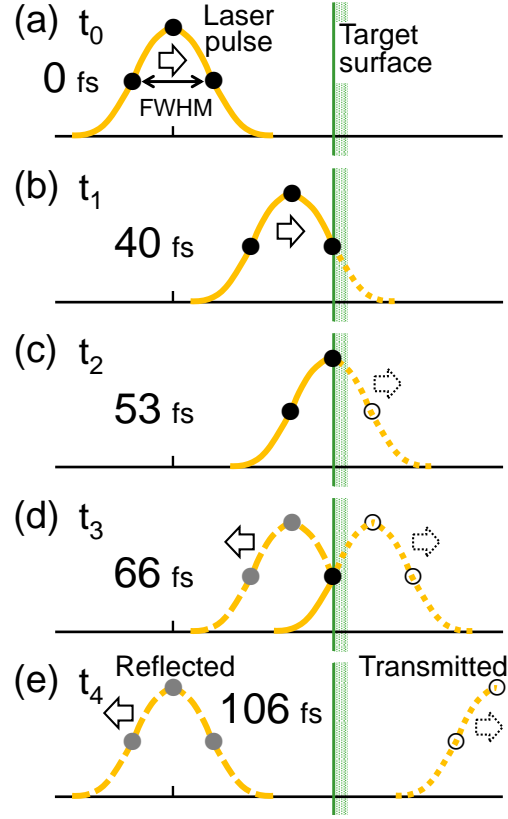 (a) t0
Laser
pulse
Target
surface
0 fs
FWHM
(b) t1
40 fs
(c) t2
53 fs
(d) t3
66 fs
(e) t4
Reflected
Transmitted
106 fs